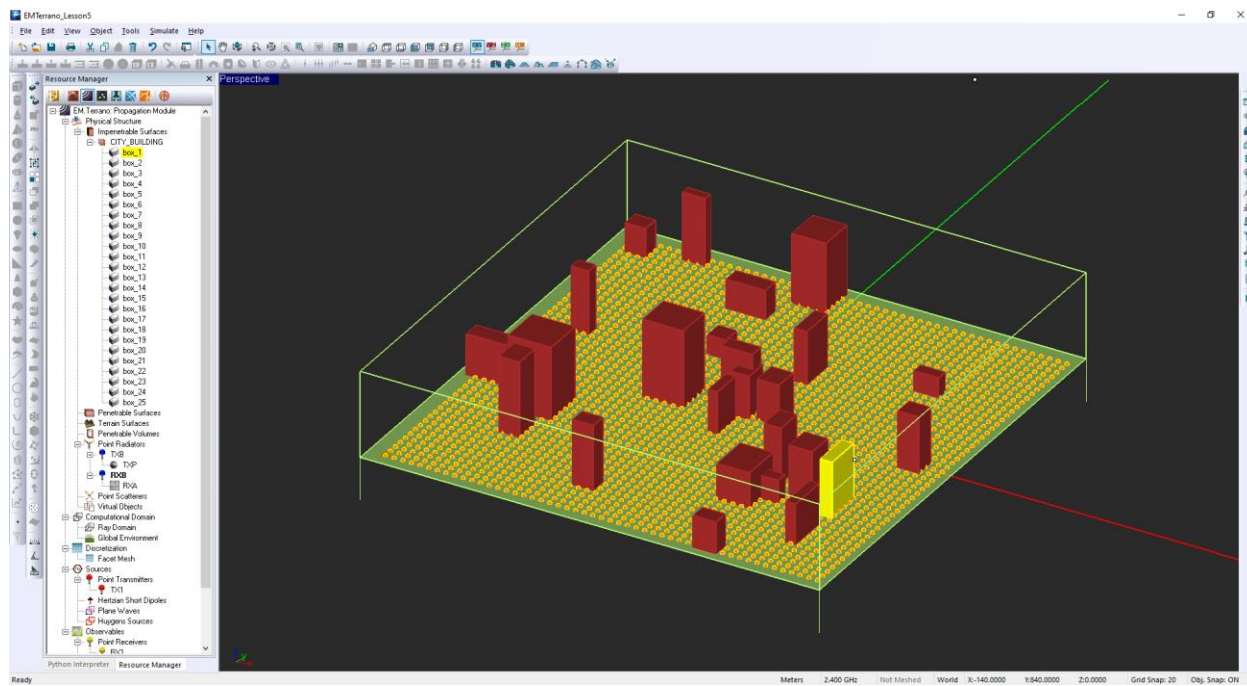 EMTerrano_Lesson5
File Edit View Object Tools Simulate Help
Resource Manager
Perspective
EM.Terrano: Propagation Module
Physical Structure
Impenetrable Surfaces
CITY_BUILDING
box_1
box_2
box_3
box_4
box_5
box_6
box_7
box_8
box_9
box_10
box_11
box_12
box_13
box_14
box_15
box_16
box_17
box_18
box_19
box_20
box_21
box_22
box_23
box_24
box_25
Penetrable Surfaces
Terrain Surfaces
Penetrable Volumes
Point Radiators
TXB
TXP
RXB
RXA
Point Scatterers
Virtual Objects
Computational Domain
Ray Domain
Global Environment
Discretization
Facet Mesh
Sources
Point Transmitters
TX1
Hertzian Short Dipoles
Plane Waves
Huygens Sources
Observables
Point Receivers
RX1
Python Interpreter Resource Manager
Ready Meters 2.400 GHz Not Meshed World X:-140.0000 Y:840.0000 Z:0.0000 Grid Snap: 20 Obj. Snap: ON